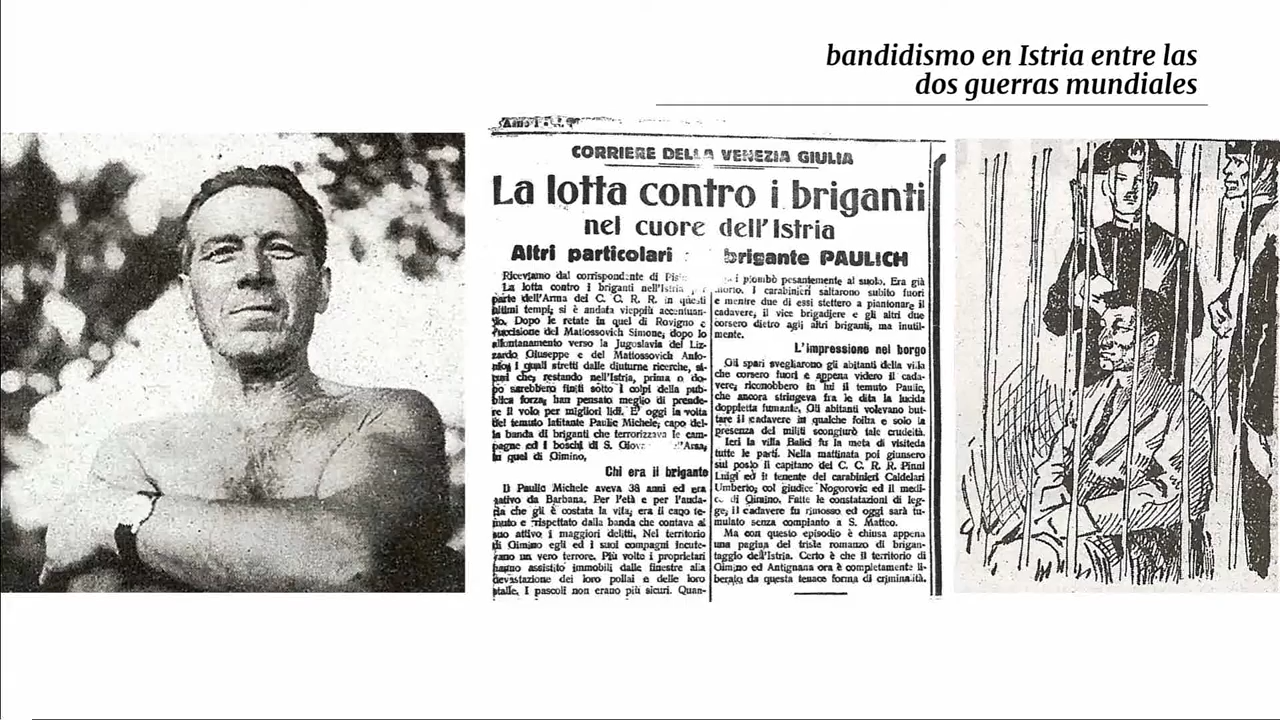 bandidismo en Istria entre las
dos guerras mundiales
CORRIERE DELLA VENEZIA GIULIA
La lotta contro i briganti
nel cuore dell'Istria
Altri particolari
brigante PAULICH
Riceviamo dal corrispondente di
La lotta contro i briganti nell'Istria
parte dell'Arma del C. C. R. R. in questi
ultimi tempi, si è andata vieppiù accentuan-
do. Dopo le retate in quel di Rovigno e
l'uccisione del Matiossovich Simone, dopo lo
allontanamento verso la Jugoslavia del Liz-
zardo Giuseppe e del Matiossovich Anto-
nio, i quali stretti dalle diuturne ricerche, si-
curi che, restando nell'Istria, prima o do-
po sarebbero finiti sotto i colpi della pub-
blica forza, han pensato meglio di prende-
re il volo per migliori lidi. E' oggi la volta
del temuto latitante Paulic Michele, capo del-
la banda di briganti che terrorizzava le cam-
pagne ed i boschi di S. Giov
in quel di Gimino.
Chi era il brigante
Il Paulic Michele aveva 38 anni ed era
nativo da Barbana. Per l'età e per l'auda-
cia che gli è costata la vita, era il capo te-
muto e rispettato dalla banda che contava al
suo attivo i maggiori delitti. Nel territorio
di Gimino egli ed i suoi compagni incute-
vano un vero terrore. Più volte i proprietari
hanno assistito immobili dalle finestre alla
devastazione dei loro pollai e delle loro
stalle. I pascoli non erano più sicuri. Quan-
i piombò pesantemente al suolo. Era già
morto. I carabinieri saltarono subito fuori
e mentre due di essi stettero a piantonare il
cadavere, il vice brigadiere e gli altri due
corsero dietro agli altri briganti, ma inutil-
mente.
L'impressione nel borgo
Gli spari svegliarono gli abitanti della villa
che corsero fuori e appena videro il cada-
vere, riconobbero in lui il temuto Paulic,
che ancora stringeva fra le dita la lucida
doppietta fumante. Gli abitanti volevano but-
tare il cadavere in qualche foiba e solo la
presenza dei militi scongiurò tale crudeltà.
Ieri la villa Balici fu la meta di visite da
tutte le parti. Nella mattinata poi giunsero
sul posto il capitano del C. C. R. R. Pinni
Luigi ed il tenente dei carabinieri Caldelari
Umberto, col giudice Nogorovic ed il medi-
co di Gimino. Fatte le constatazioni di leg-
ge, il cadavere fu rimosso ed oggi sarà tu-
mulato senza compianto a S. Matteo.
Ma con questo episodio è chiusa appena
una pagina del triste romanzo di brigan-
taggio dell'Istria. Certo è che il territorio di
Gimino ed Antignana ora è completamente li-
berato da questa tenace forma di criminalità.